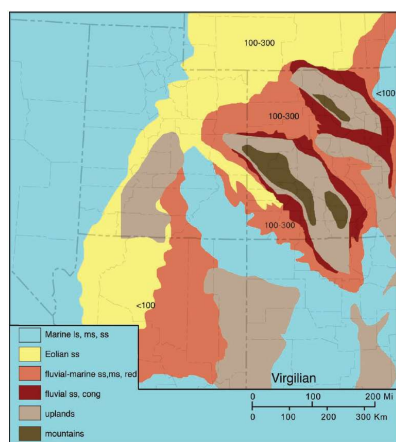 100-300
<100
100-300
100-300
<100
Marine ls, ms, ss
Eolian ss
fluvial-marine ss,ms, red
fluvial ss, cong
uplands
mountains
Virgilian
0 100 200 Mi
0 100 200 300 Km